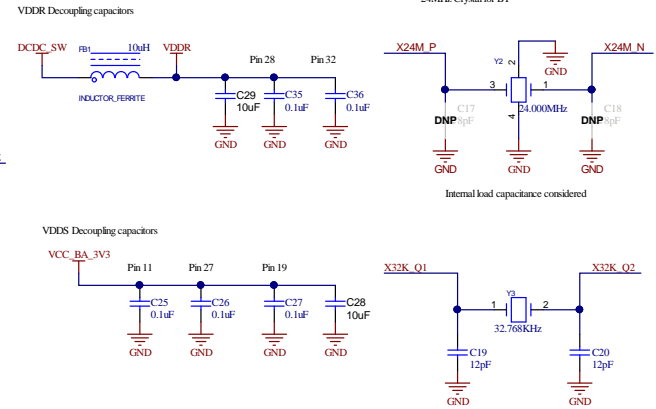 VDDR Decoupling capacitors
DCDC_SW
FB1
10uH
VDDR
Pin 28
Pin 32
INDUCTOR_FERRITE
C29
10uF
C35
0.1uF
C36
0.1uF
GND
GND
GND
24MHz Crystal for BT
X24M_P
X24M_N
Y2
2
GND
3
1
24.000MHz
4
C17
DNP 8pF
C18
DNP 8pF
GND
GND
GND
Internal load capacitance considered
VDDS Decoupling capacitors
VCC_BA_3V3
Pin 11
Pin 27
Pin 19
C25
0.1uF
C26
0.1uF
C27
0.1uF
C28
10uF
GND
GND
GND
GND
X32K_Q1
X32K_Q2
Y3
1
2
32.768KHz
C19
12pF
C20
12pF
GND
GND